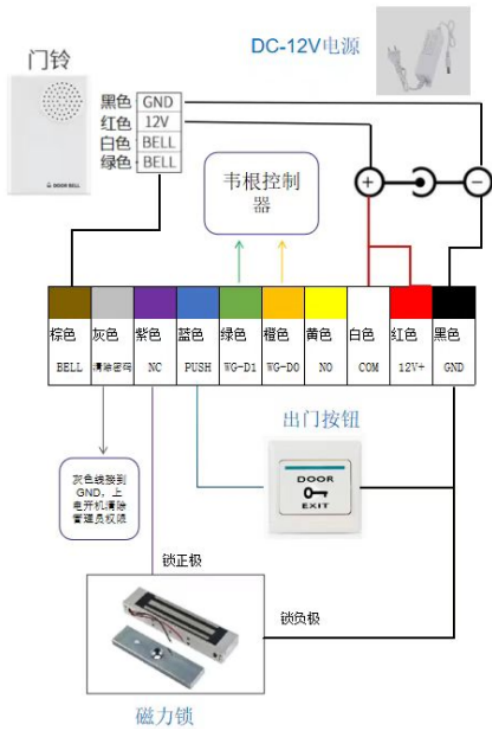 DC-12V电源
门铃
黑色 GND
红色 12V
白色 BELL
绿色 BELL
DOOR BELL
韦根控制
器
+
−
棕色 灰色 紫色 蓝色 绿色 橙色 黄色 白色 红色 黑色
BELL 清除密码 NC PUSH WG-D1 WG-D0 NO COM 12V+ GND
出门按钮
DOOR
EXIT
灰色线接到
GND，上
电开机清除
管理员权限
锁正极
锁负极
磁力锁